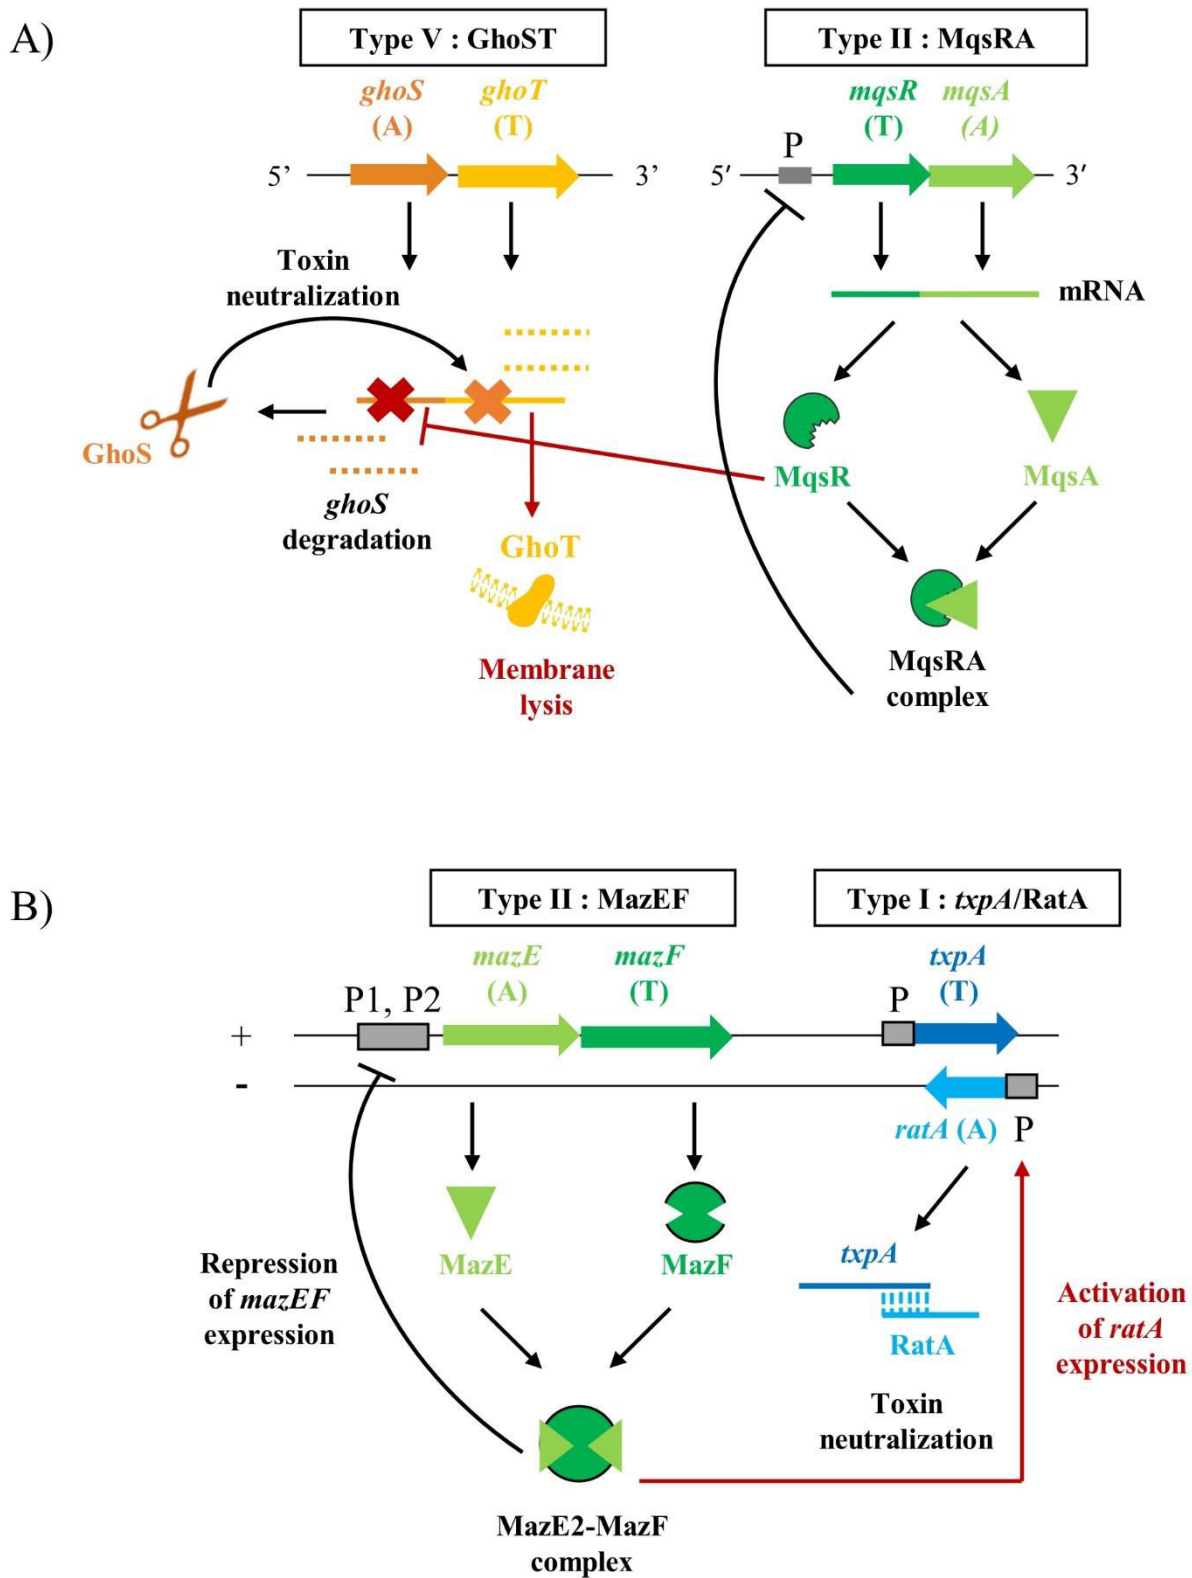 A)
Type V : GhoST
Type II : MqsRA
ghoS
(A)
ghoT
(T)
mqsR
(T)
mqsA
(A)
5’
3’
5′
P
3′
Toxin
neutralization
mRNA
GhoS
ghoS
degradation
GhoT
Membrane
lysis
MqsR
MqsA
MqsRA
complex
B)
Type II : MazEF
Type I : txpA/RatA
mazE
(A)
mazF
(T)
txpA
(T)
P1, P2
P
+
-
ratA (A)
P
MazE
MazF
Repression
of mazEF
expression
txpA
RatA
Toxin
neutralization
Activation
of ratA
expression
MazE2-MazF
complex